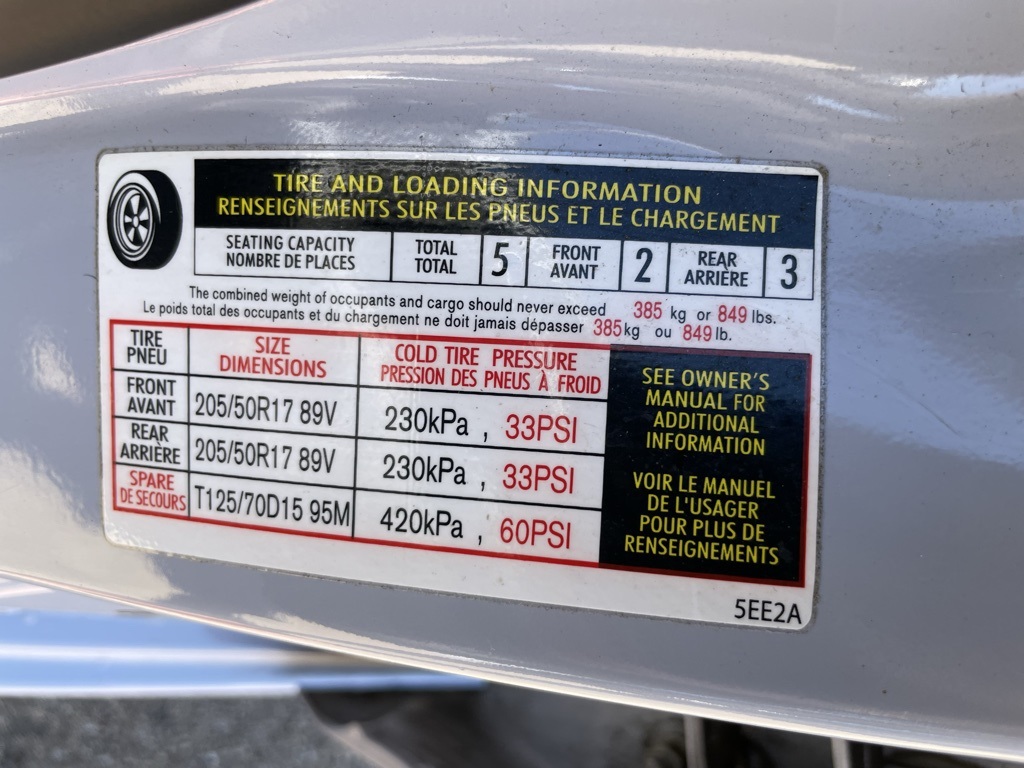 TIRE AND LOADING INFORMATION
RENSEIGNEMENTS SUR LES PNEUS ET LE CHARGEMENT
SEATING CAPACITY
NOMBRE DE PLACES
TOTAL
TOTAL
5
FRONT
AVANT
2
REAR
ARRIÈRE
3
The combined weight of occupants and cargo should never exceed 385 kg or 849 lbs.
Le poids total des occupants et du chargement ne doit jamais dépasser 385kg ou 849 lb.
TIRE
PNEU
SIZE
DIMENSIONS
COLD TIRE PRESSURE
PRESSION DES PNEUS À FROID
FRONT
AVANT
205/50R17 89V
230kPa , 33PSI
REAR
ARRIÈRE
205/50R17 89V
230kPa , 33PSI
SPARE
DE SECOURS
T125/70D15 95M
420kPa , 60PSI
SEE OWNER'S
MANUAL FOR
ADDITIONAL
INFORMATION
VOIR LE MANUEL
DE L'USAGER
POUR PLUS DE
RENSEIGNEMENTS
5EE2A